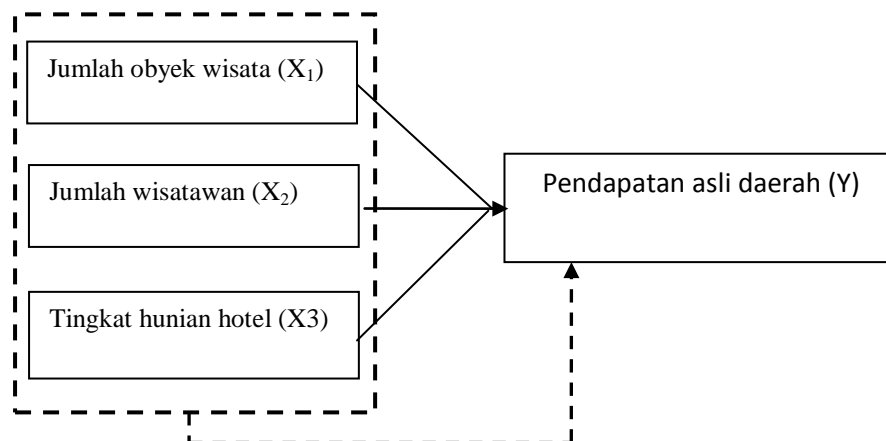 Jumlah obyek wisata (X₁)
Jumlah wisatawan (X₂)
Pendapatan asli daerah (Y)
Tingkat hunian hotel (X3)